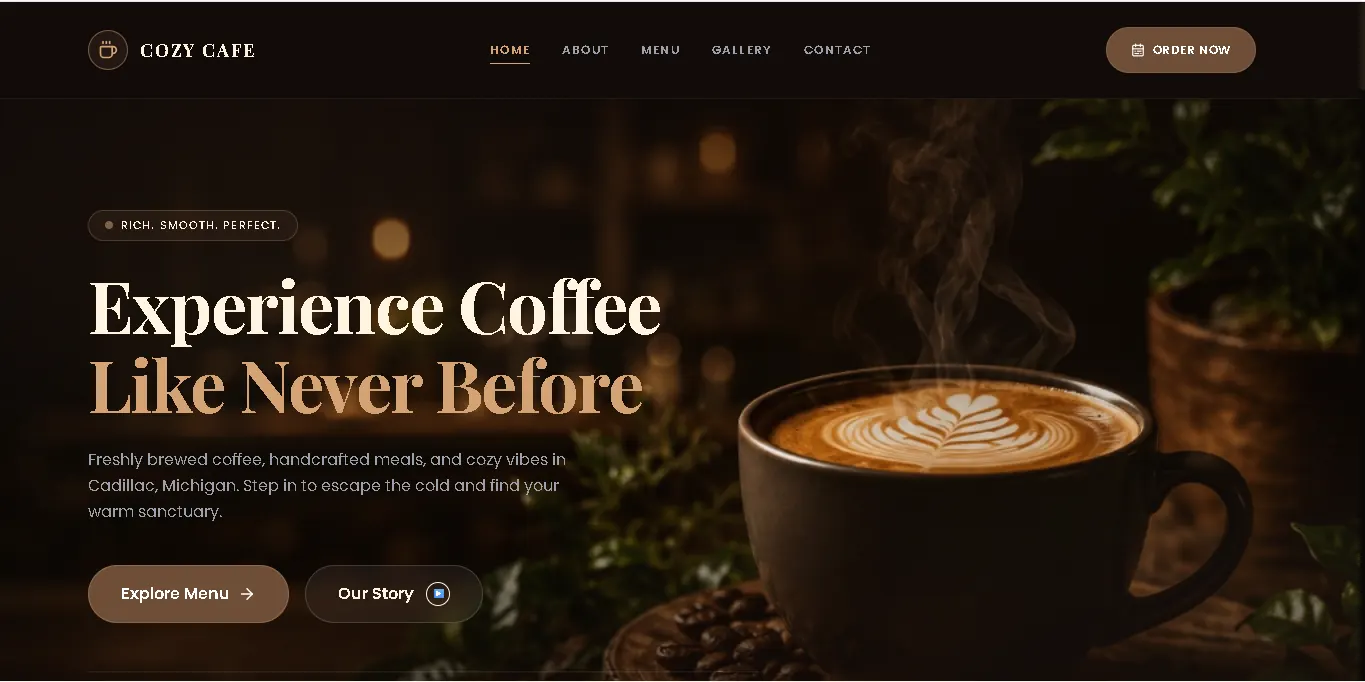 COZY CAFE
HOME
ABOUT
MENU
GALLERY
CONTACT
ORDER NOW
RICH. SMOOTH. PERFECT.
Experience Coffee
Like Never Before
Freshly brewed coffee, handcrafted meals, and cozy vibes in
Cadillac, Michigan. Step in to escape the cold and find your
warm sanctuary.
Explore Menu →
Our Story